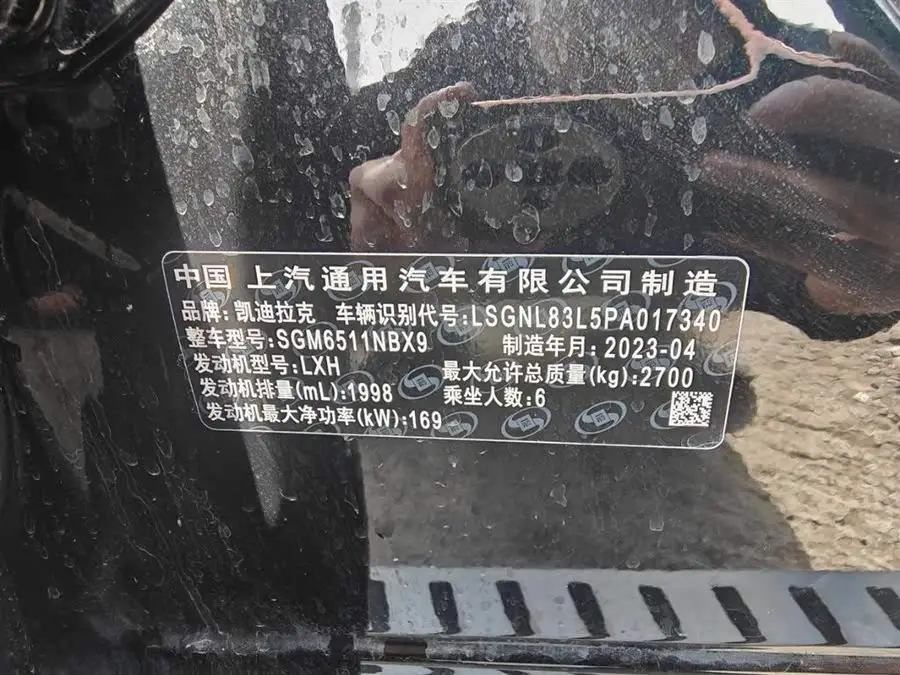 中国 上汽通用汽车有限公司制造
品牌:凯迪拉克 车辆识别代号:LSGNL83L5PA017340
整车型号:SGM6511NBX9 制造年月:2023-04
发动机型号:LXH 最大允许总质量(kg):2700
发动机排量(mL):1998 乘坐人数:6
发动机最大净功率(kW):169